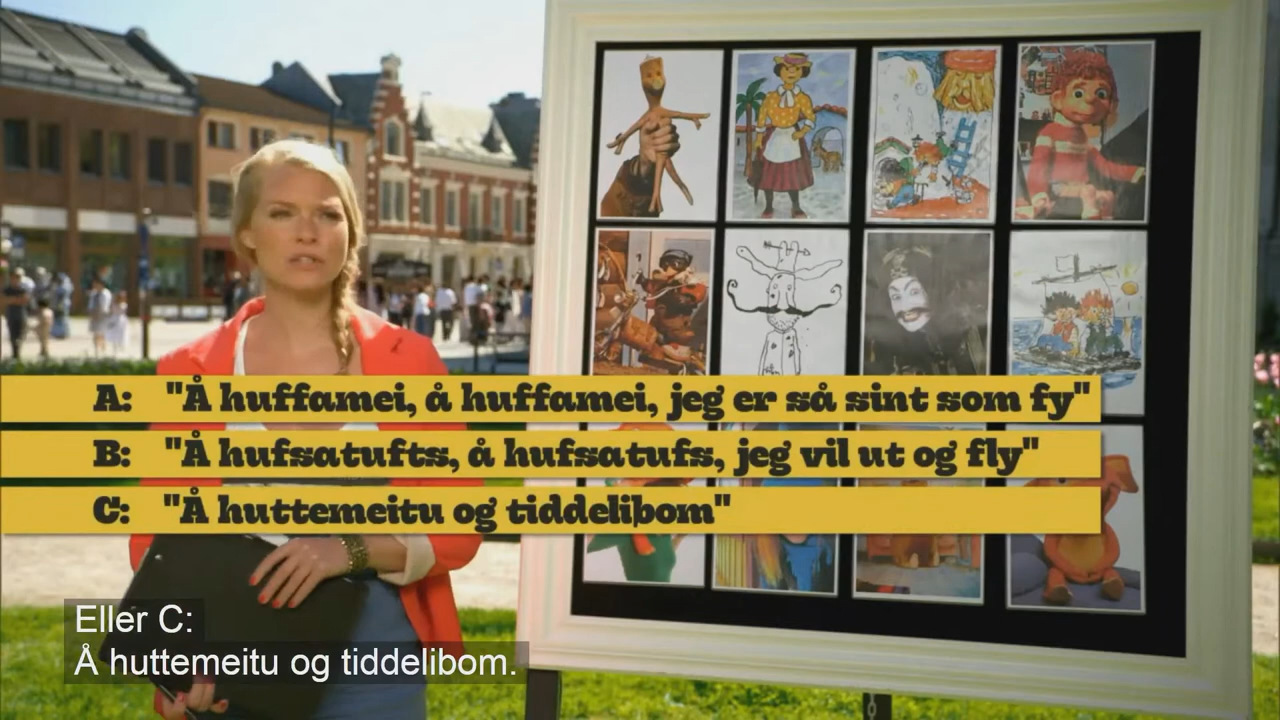 A: "Å huffamei, å huffamei, jeg er så sint som fy"
B: "Å hufsatufts, å hufsatufs, jeg vil ut og fly"
C: "Å huttemeitu og tiddelibom"
Eller C:
Å huttemeitu og tiddelibom.